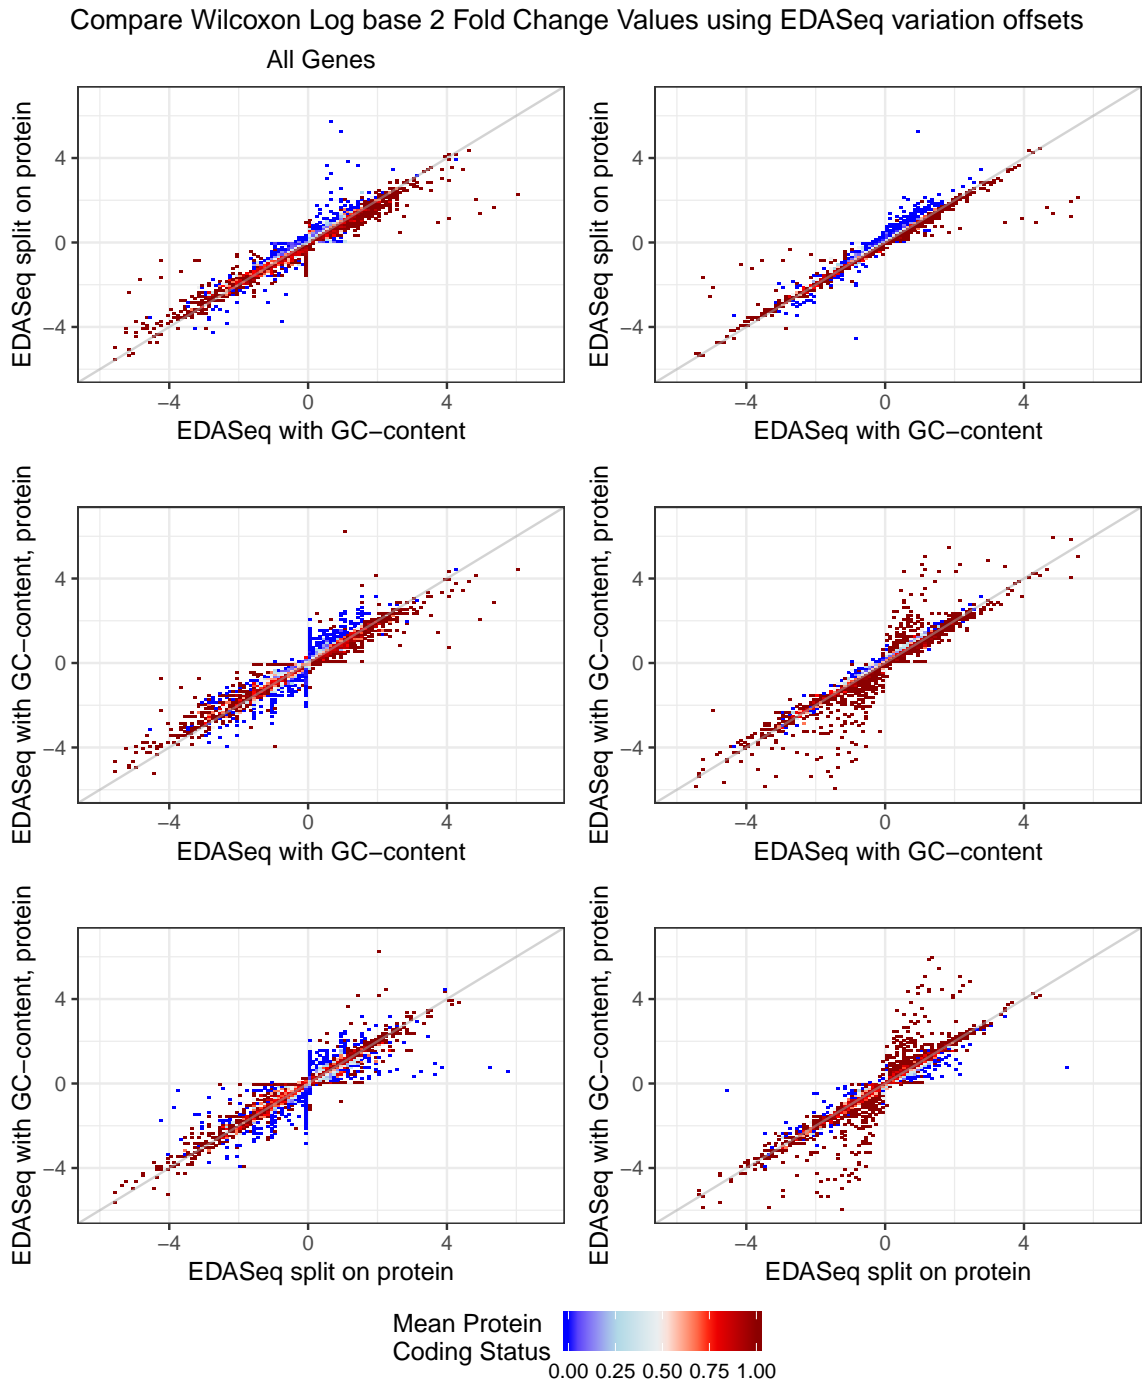 Compare Wilcoxon Log base 2 Fold Change Values using EDASeq variation offsets
All Genes
EDASeq split on protein
4
0
−4
−4 0 4
EDASeq with GC−content
EDASeq split on protein
4
0
−4
−4 0 4
EDASeq with GC−content
EDASeq with GC−content, protein
4
0
−4
−4 0 4
EDASeq with GC−content
EDASeq with GC−content, protein
4
0
−4
−4 0 4
EDASeq with GC−content
EDASeq with GC−content, protein
4
0
−4
−4 0 4
EDASeq split on protein
EDASeq with GC−content, protein
4
0
−4
−4 0 4
EDASeq split on protein
Mean Protein
Coding Status
0.00 0.25 0.50 0.75 1.00